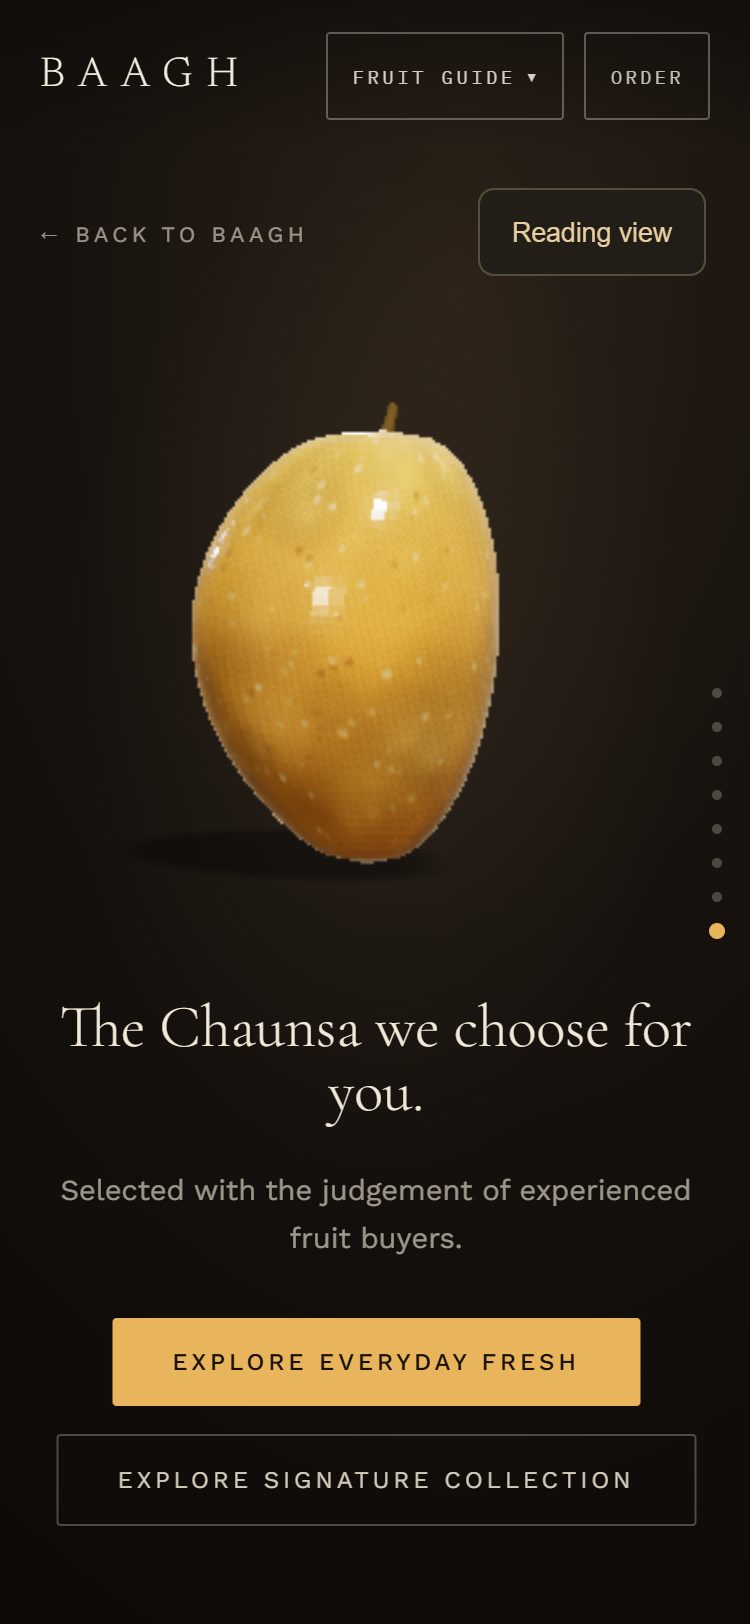 BAAGH
FRUIT GUIDE ▾
ORDER
← BACK TO BAAGH
Reading view
The Chaunsa we choose for
you.
Selected with the judgement of experienced
fruit buyers.
EXPLORE EVERYDAY FRESH
EXPLORE SIGNATURE COLLECTION